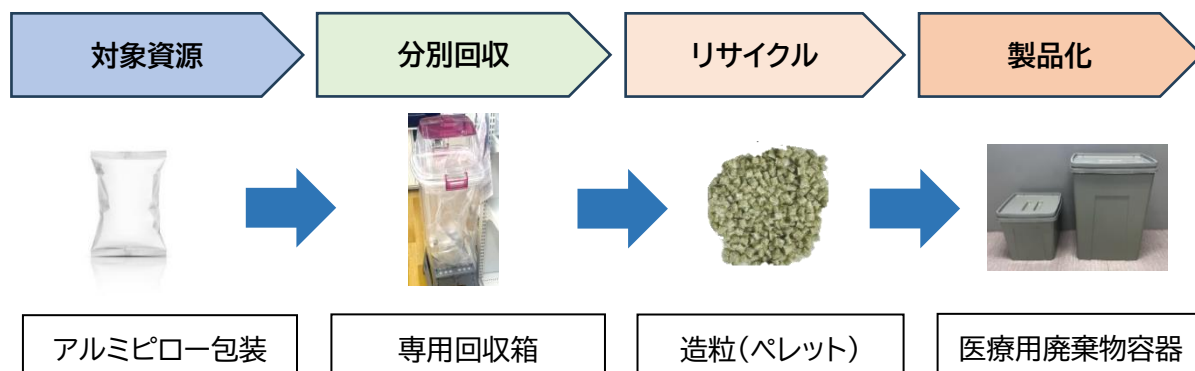 対象資源
分別回収
リサイクル
製品化
アルミピロー包装
専用回収箱
造粒(ペレット)
医療用廃棄物容器